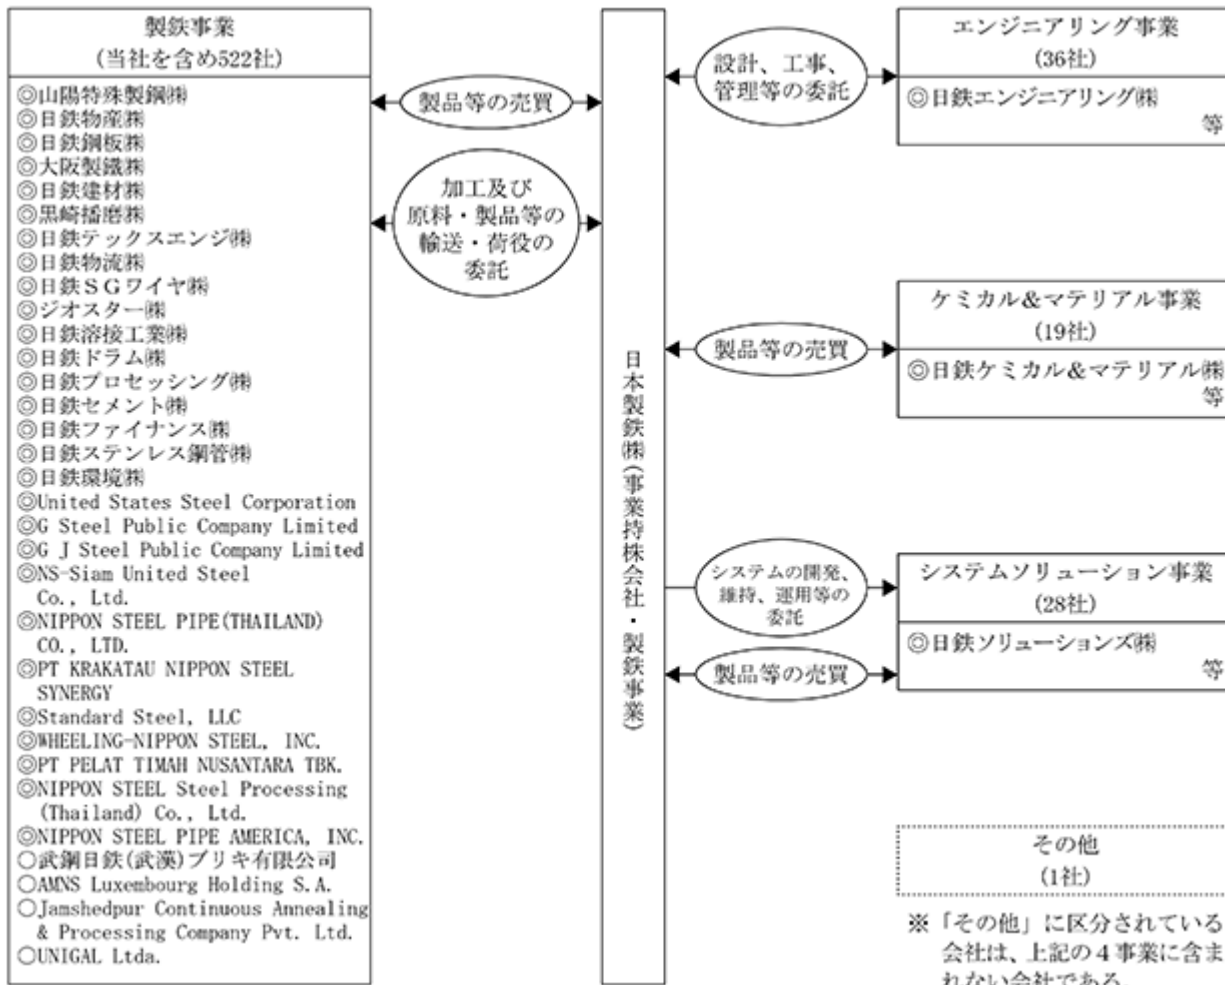 製鉄事業
(当社を含め522社)
◎山陽特殊製鋼㈱
◎日鉄物産㈱
◎日鉄鋼板㈱
◎大阪製鐵㈱
◎日鉄建材㈱
◎黒崎播磨㈱
◎日鉄テックスエンジ㈱
◎日鉄物流㈱
◎日鉄SGワイヤ㈱
◎ジオスター㈱
◎日鉄溶接工業㈱
◎日鉄ドラム㈱
◎日鉄プロセッシング㈱
◎日鉄セメント㈱
◎日鉄ファイナンス㈱
◎日鉄ステンレス鋼管㈱
◎日鉄環境㈱
◎United States Steel Corporation
◎G Steel Public Company Limited
◎G J Steel Public Company Limited
◎NS-Siam United Steel
Co., Ltd.
◎NIPPON STEEL PIPE(THAILAND)
CO., LTD.
◎PT KRAKATAU NIPPON STEEL
SYNERGY
◎Standard Steel, LLC
◎WHEELING-NIPPON STEEL, INC.
◎PT PELAT TIMAH NUSANTARA TBK.
◎NIPPON STEEL Steel Processing
(Thailand) Co., Ltd.
◎NIPPON STEEL PIPE AMERICA, INC.
○武鋼日鉄(武漢)ブリキ有限公司
○AMNS Luxembourg Holding S.A.
○Jamshedpur Continuous Annealing
& Processing Company Pvt. Ltd.
○UNIGAL Ltda.
製品等の売買
加工及び
原料・製品等の
輸送・荷役の
委託
日本製鉄㈱(事業持株会社・製鉄事業)
設計、工事、
管理等の委託
製品等の売買
システムの開発、
維持、運用等の
委託
製品等の売買
エンジニアリング事業
(36社)
◎日鉄エンジニアリング㈱
等
ケミカル&マテリアル事業
(19社)
◎日鉄ケミカル&マテリアル㈱
等
システムソリューション事業
(28社)
◎日鉄ソリューションズ㈱
等
その他
(1社)
※「その他」に区分されている
会社は、上記の4事業に含ま
れない会社である。